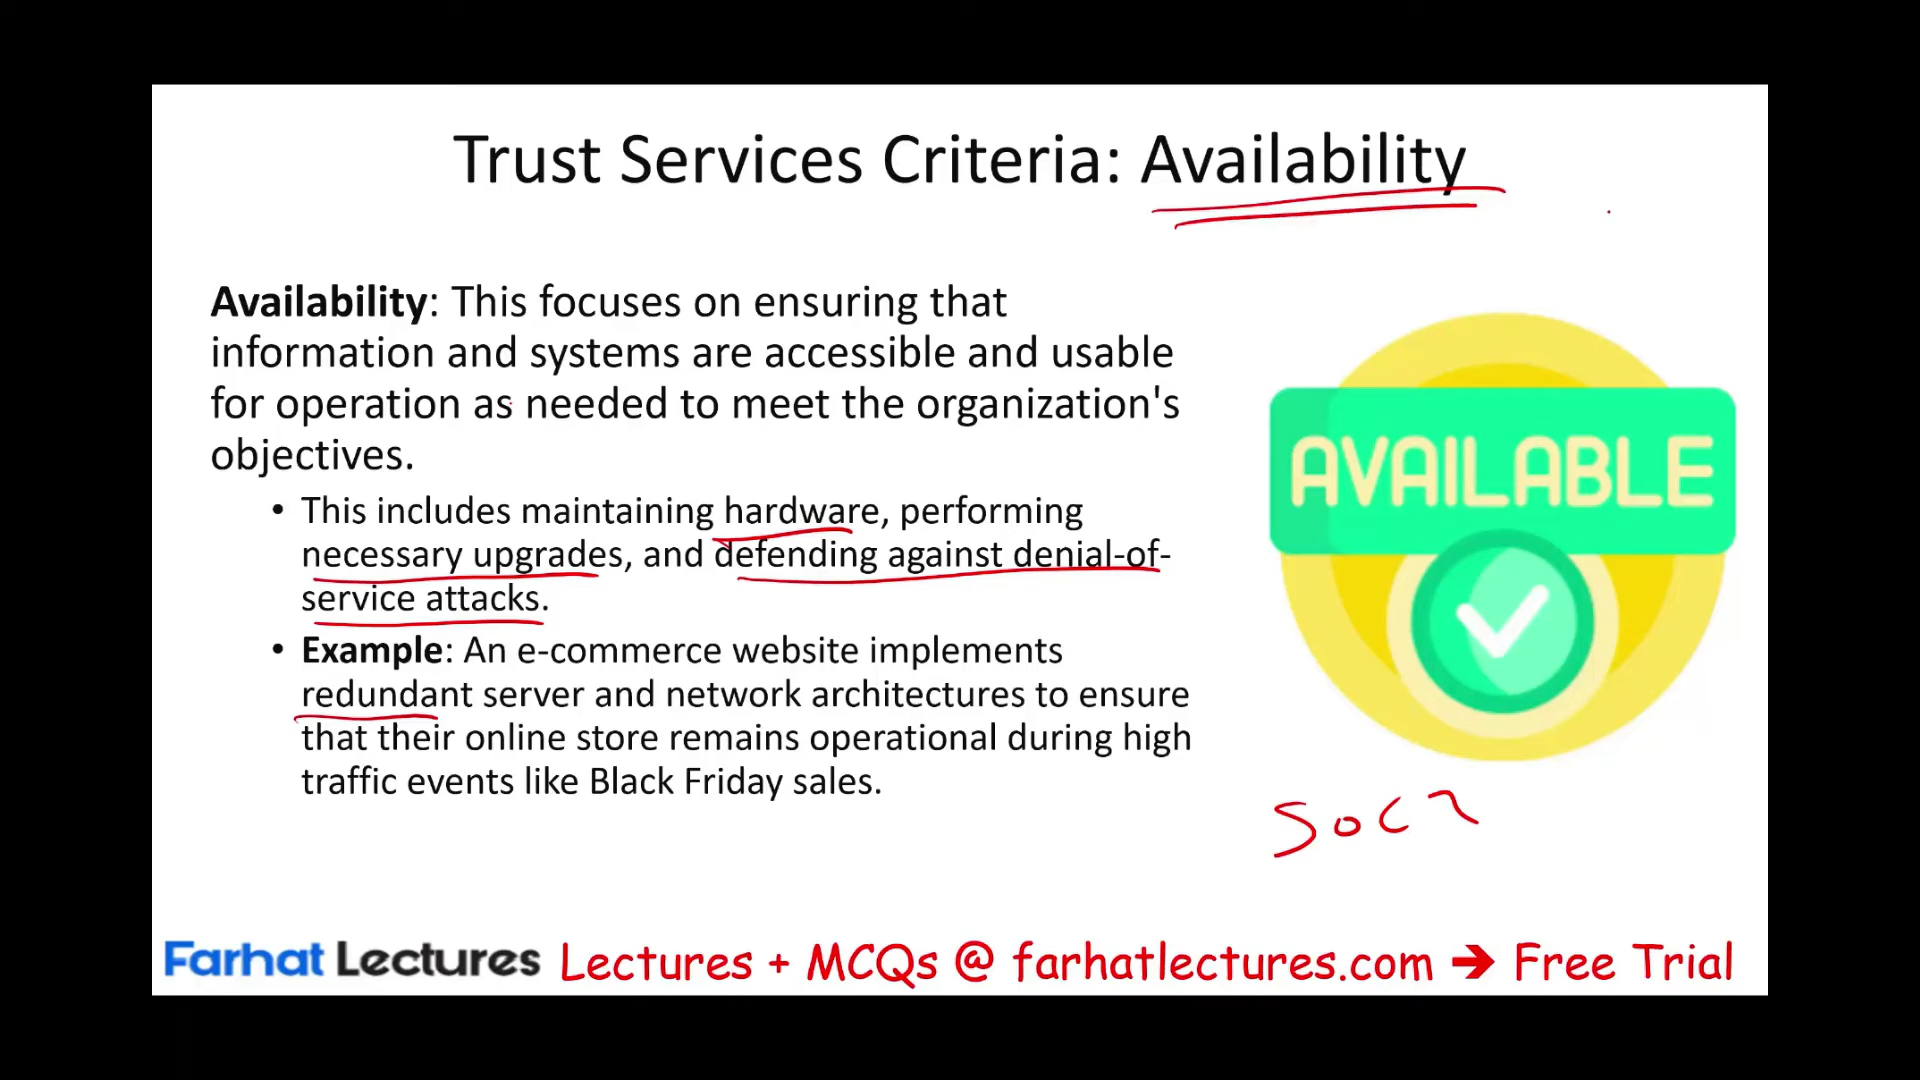 Trust Services Criteria: Availability
Availability: This focuses on ensuring that
information and systems are accessible and usable
for operation as needed to meet the organization's
objectives.
• This includes maintaining hardware, performing
necessary upgrades, and defending against denial-of-
service attacks.
• Example: An e-commerce website implements
redundant server and network architectures to ensure
that their online store remains operational during high
traffic events like Black Friday sales.
AVAILABLE
SOC 2
Farhat Lectures Lectures + MCQs @ farhatlectures.com → Free Trial